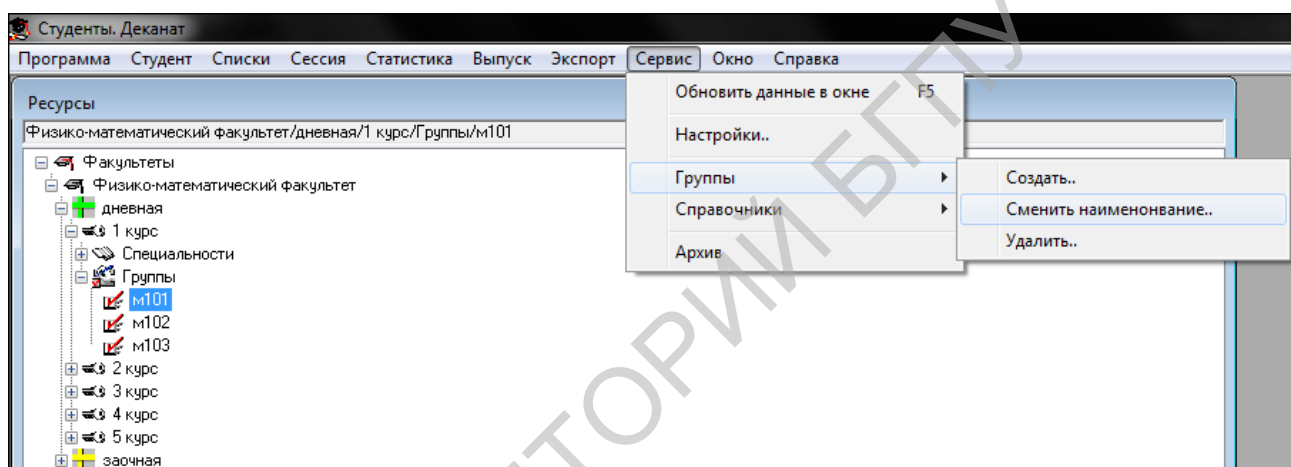 Студенты. Деканат
Программа Студент Списки Сессия Статистика Выпуск Экспорт Сервис Окно Справка
Ресурсы
Физико-математический факультет/дневная/1 курс/Группы/м101
Факультеты
Физико-математический факультет
дневная
1 курс
Специальности
Группы
м101
м102
м103
2 курс
3 курс
4 курс
5 курс
заочная
Обновить данные в окне F5
Настройки..
Группы
Справочники
Архив
Создать..
Сменить наименонвание..
Удалить..
ТОРИЙ БГПУ